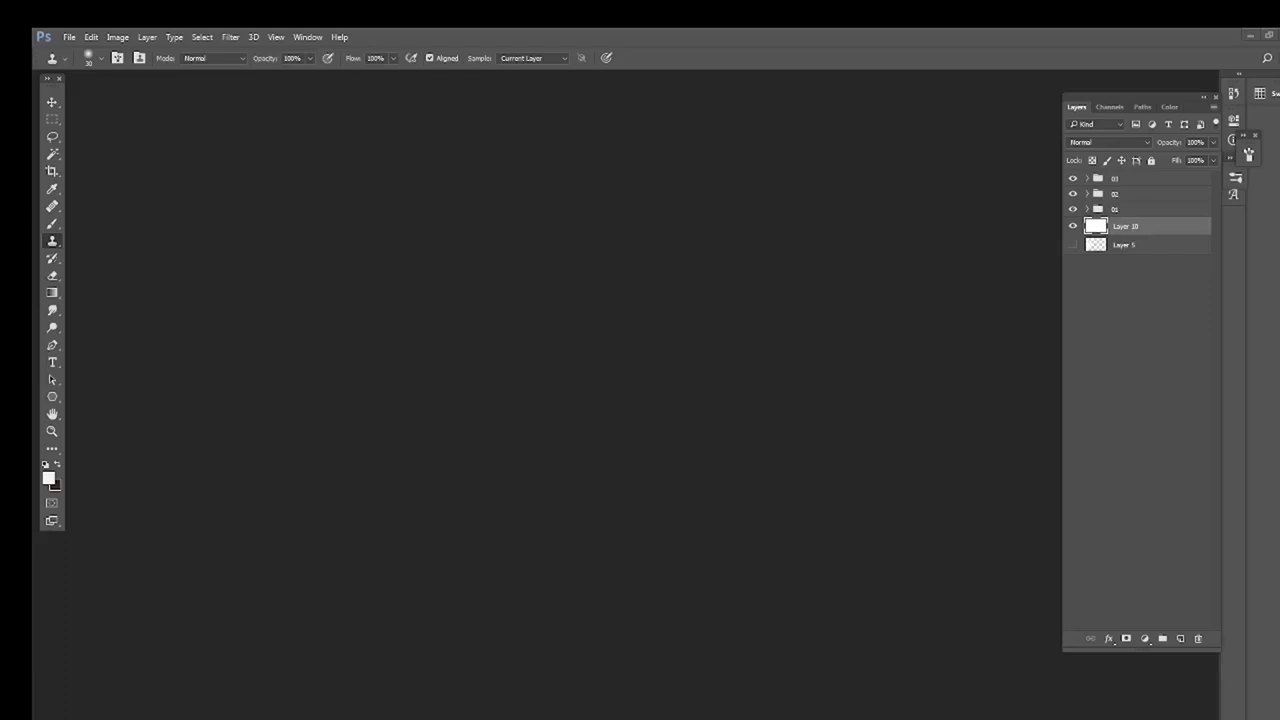 Ps File Edit Image Layer Type Select Filter 3D View Window Help
30 Mode: Normal Opacity: 100% Flow: 100% Aligned Sample: Current Layer
Layers Channels Paths Color
Kind
Normal Opacity: 100%
Lock: Fill: 100%
03
02
01
Layer 10
Layer 5
fx